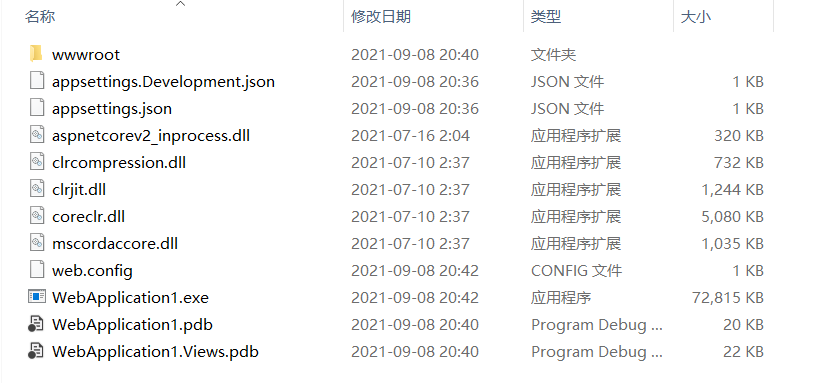 名称 修改日期 类型 大小
wwwroot 2021-09-08 20:40 文件夹
appsettings.Development.json 2021-09-08 20:36 JSON 文件 1 KB
appsettings.json 2021-09-08 20:36 JSON 文件 1 KB
aspnetcorev2_inprocess.dll 2021-07-16 2:04 应用程序扩展 320 KB
clrcompression.dll 2021-07-10 2:37 应用程序扩展 732 KB
clrjit.dll 2021-07-10 2:37 应用程序扩展 1,244 KB
coreclr.dll 2021-07-10 2:37 应用程序扩展 5,080 KB
mscordaccore.dll 2021-07-10 2:37 应用程序扩展 1,035 KB
web.config 2021-09-08 20:42 CONFIG 文件 1 KB
WebApplication1.exe 2021-09-08 20:42 应用程序 72,815 KB
WebApplication1.pdb 2021-09-08 20:40 Program Debug ... 20 KB
WebApplication1.Views.pdb 2021-09-08 20:40 Program Debug ... 22 KB